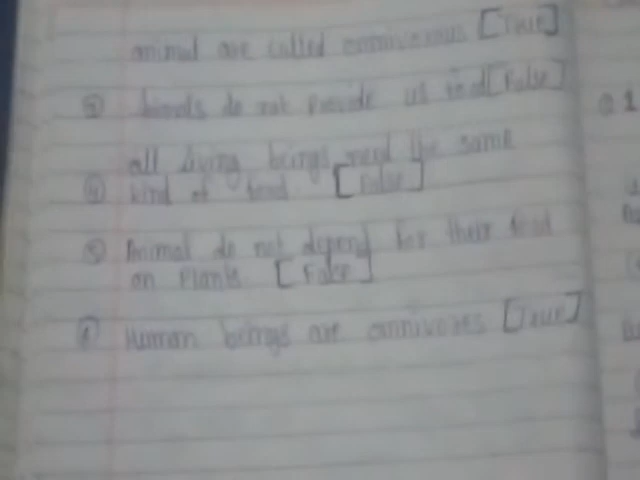 animal are called omnivorous [True]
③ Animals do not Provide us food [False]
all living beings need the same
④ kind of food [False]
⑤ Animal do not depend for their food
on Plants. [False]
⑥ Human beings are omnivores [True]